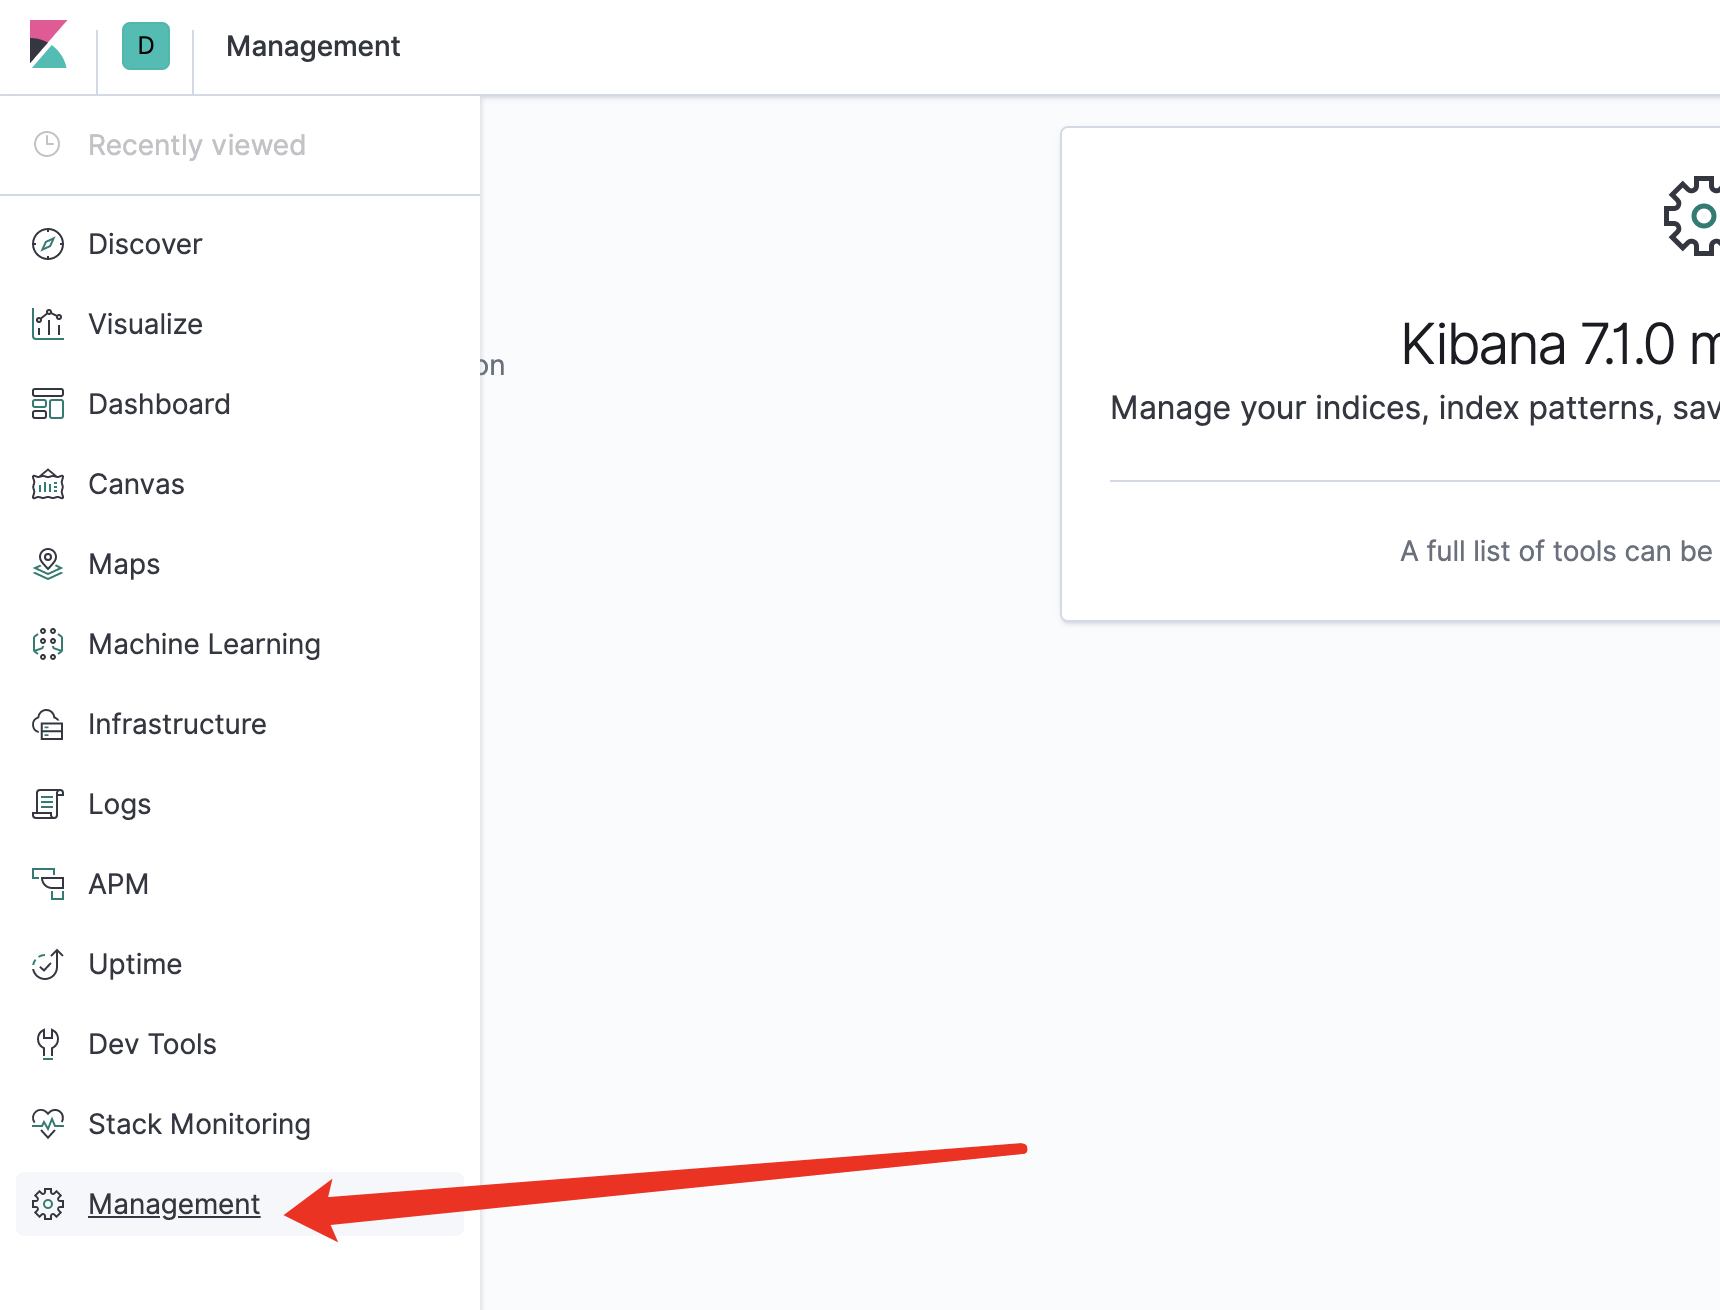 D
Management
Recently viewed
Discover
Visualize
Dashboard
Canvas
Maps
Machine Learning
Infrastructure
Logs
APM
Uptime
Dev Tools
Stack Monitoring
Management
on
Kibana 7.1.0 m
Manage your indices, index patterns, sav
A full list of tools can be